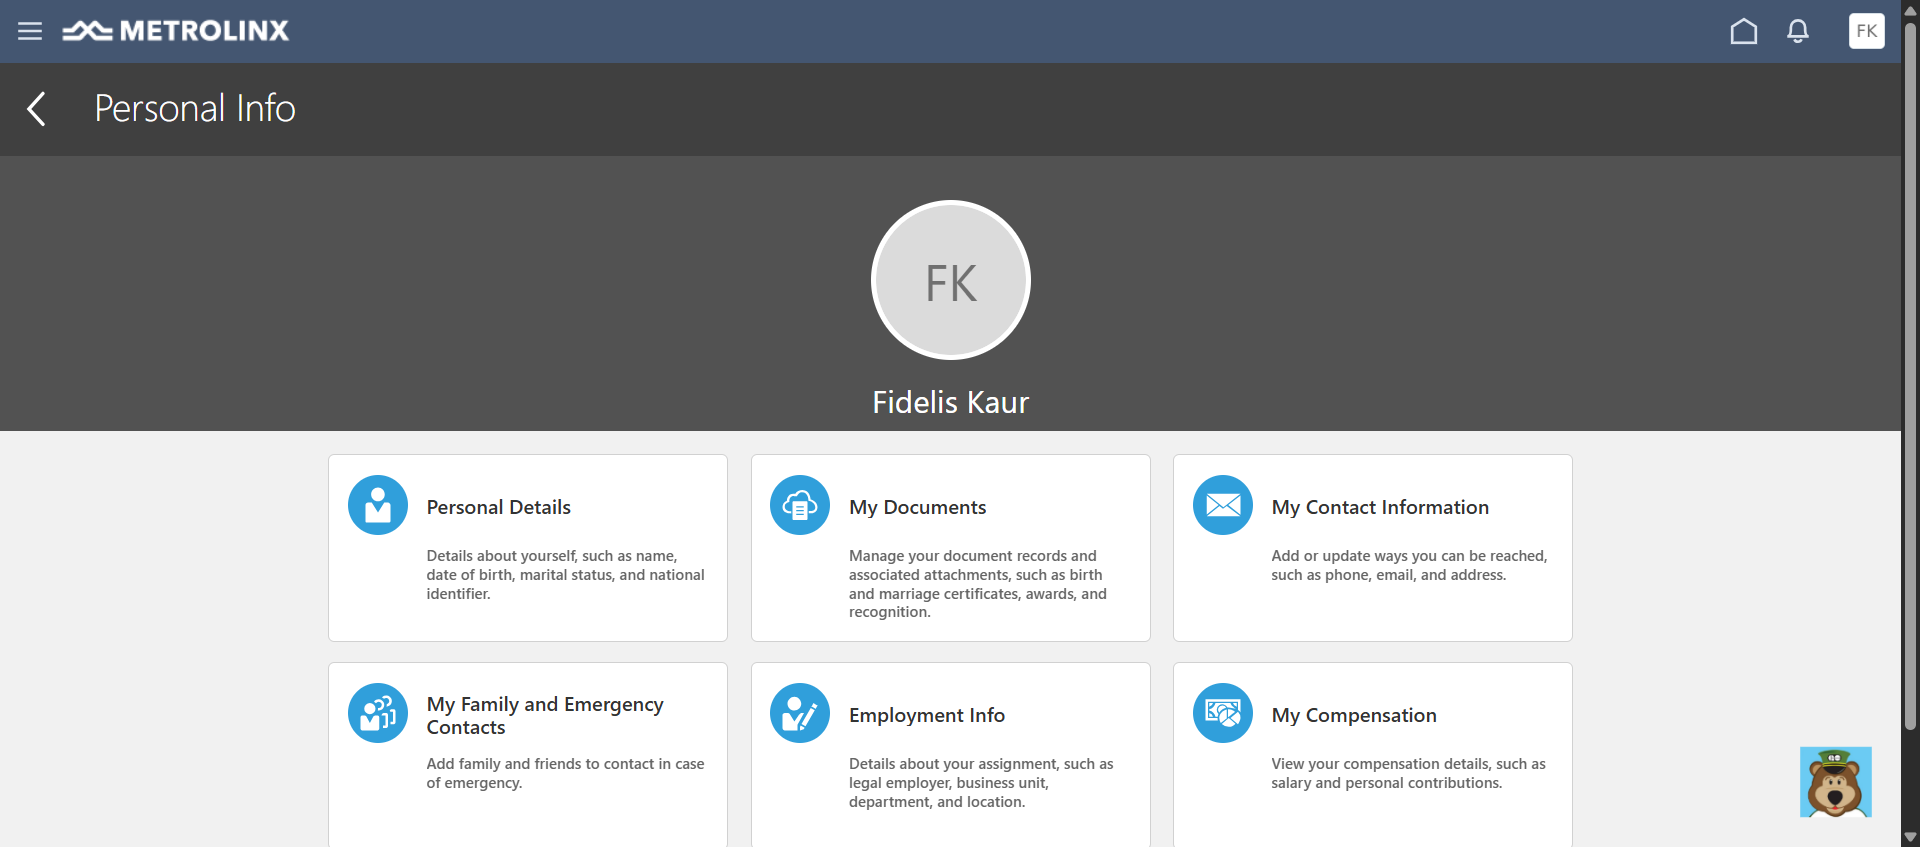 METROLINX
FK
Personal Info
FK
Fidelis Kaur
Personal Details
Details about yourself, such as name,
date of birth, marital status, and national
identifier.
My Documents
Manage your document records and
associated attachments, such as birth
and marriage certificates, awards, and
recognition.
My Contact Information
Add or update ways you can be reached,
such as phone, email, and address.
My Family and Emergency
Contacts
Add family and friends to contact in case
of emergency.
Employment Info
Details about your assignment, such as
legal employer, business unit,
department, and location.
My Compensation
View your compensation details, such as
salary and personal contributions.